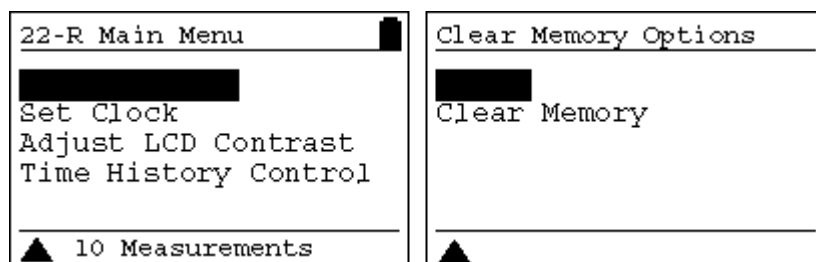 22-R Main Menu
Set Clock
Adjust LCD Contrast
Time History Control
10 Measurements
Clear Memory Options
Clear Memory